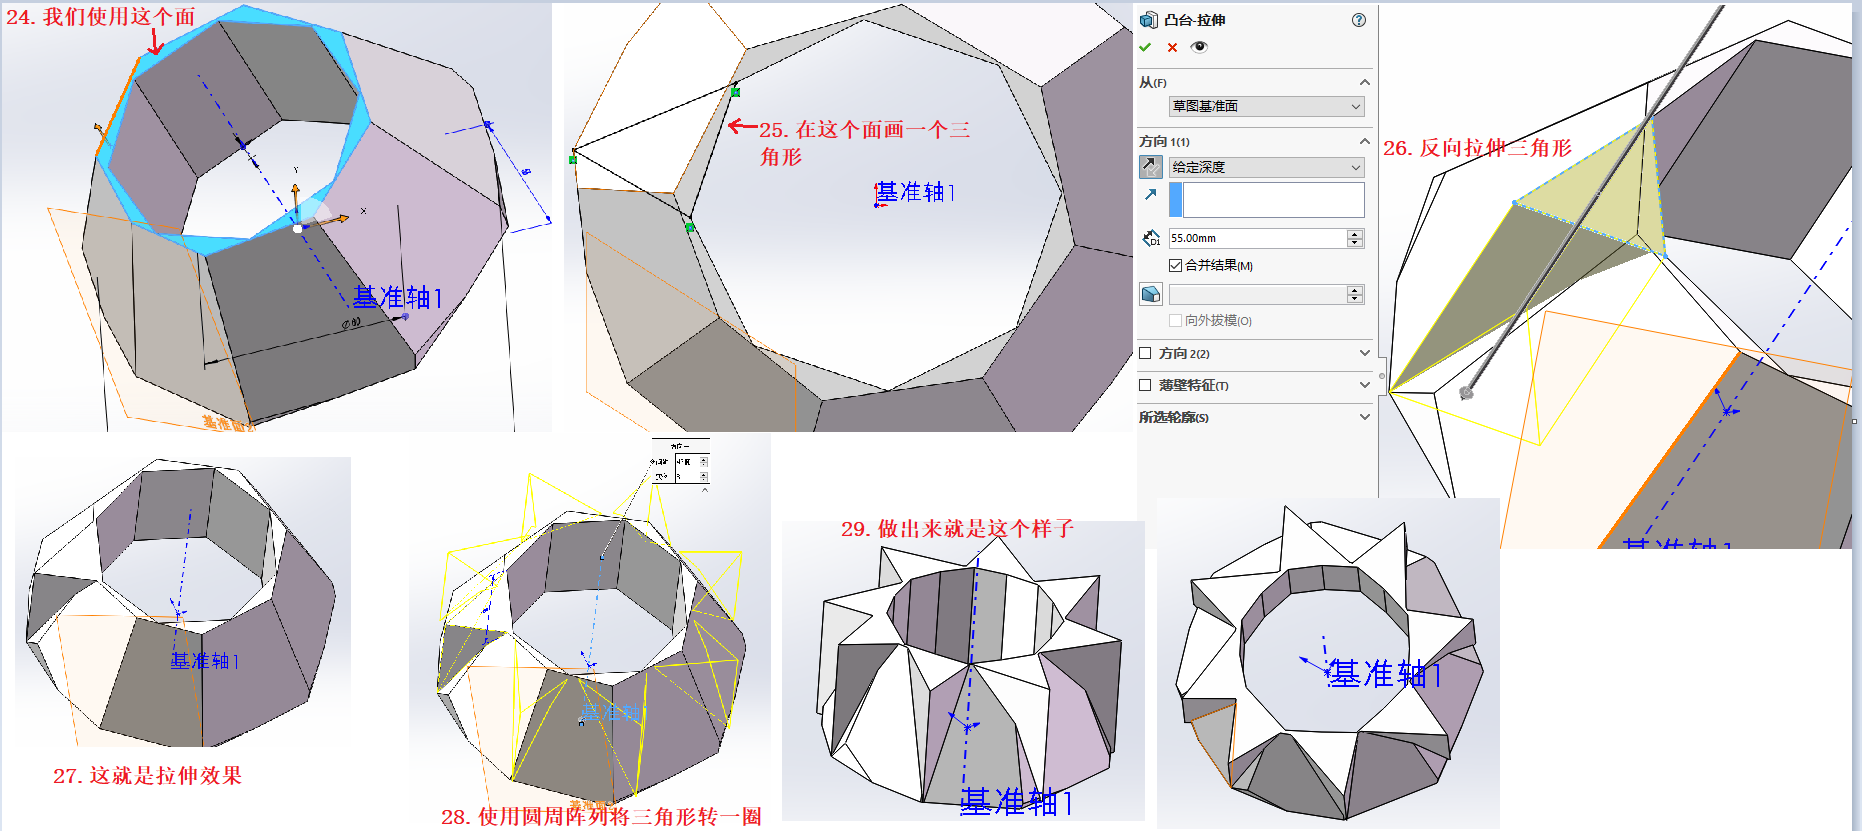 24. 我们使用这个面
Y
X
基准轴1
25. 在这个面画一个三
角形
基准轴1
凸台-拉伸
从(F)
草图基准面
方向 1(1)
给定深度
D1
55.00mm
合并结果(M)
向外拔模(O)
方向 2(2)
薄壁特征(T)
所选轮廓(S)
26. 反向拉伸三角形
基准轴1
基准轴1
27. 这就是拉伸效果
基准轴1
28. 使用圆周阵列将三角形转一圈
29. 做出来就是这个样子
基准轴1
基准轴1